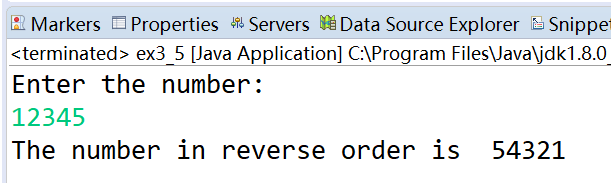 Markers Properties Servers Data Source Explorer Snippet
<terminated> ex3_5 [Java Application] C:\Program Files\Java\jdk1.8.0_
Enter the number:
12345
The number in reverse order is  54321